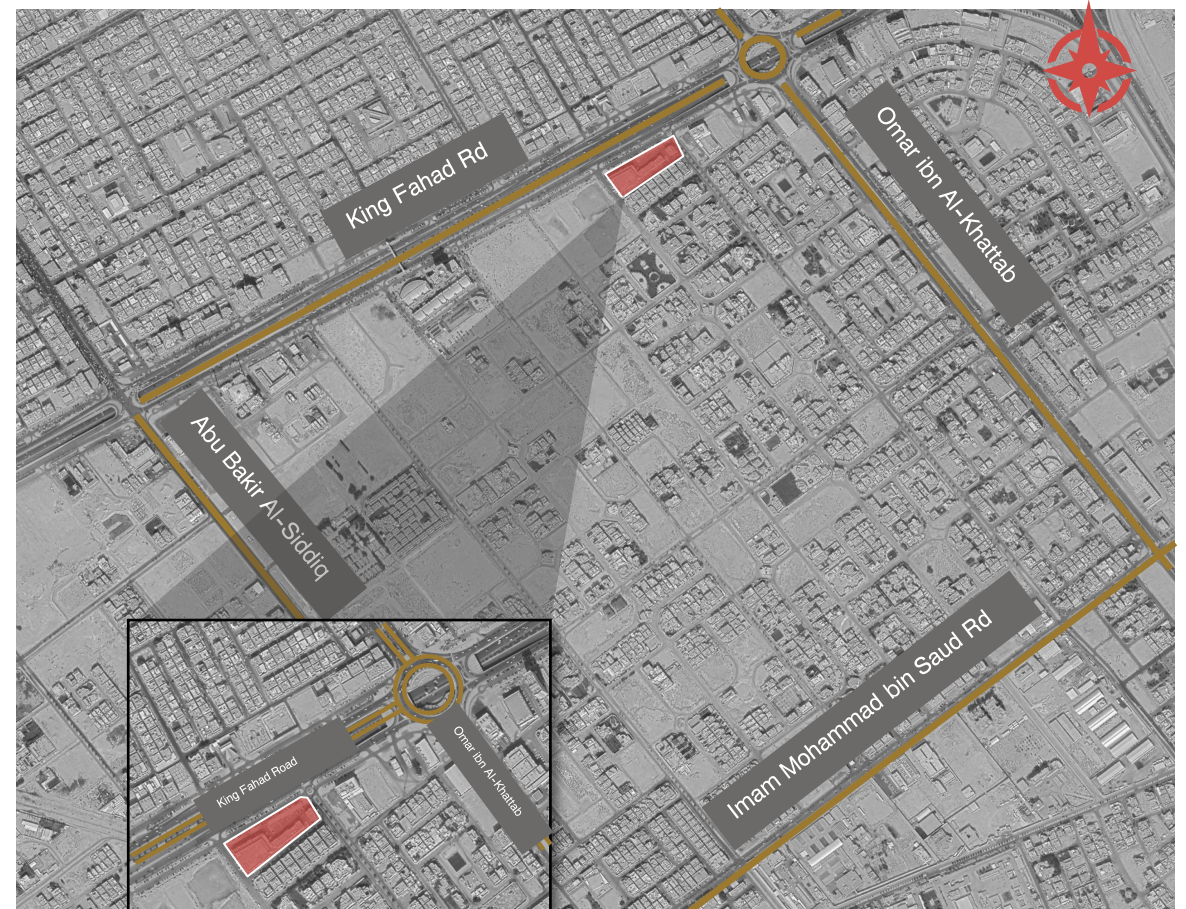 King Fahad Rd
Omar ibn Al-Khattab
Abu Bakir Al-Siddiq
Imam Mohammad bin Saud Rd
King Fahad Road
Omar ibn Al-Khattab